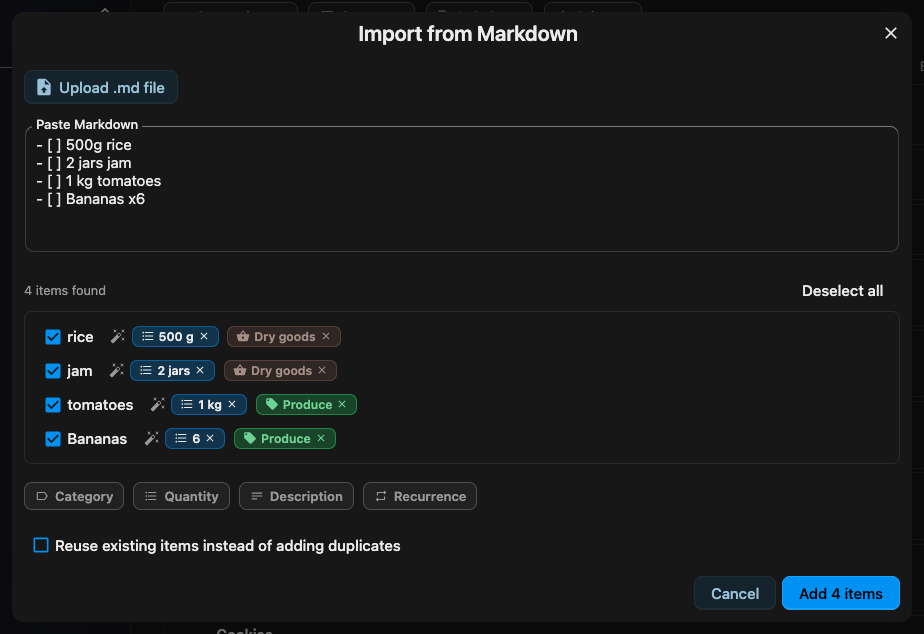 Import from Markdown
Upload .md file
Paste Markdown
- [ ] 500g rice
- [ ] 2 jars jam
- [ ] 1 kg tomatoes
- [ ] Bananas x6
4 items found
Deselect all
rice 500 g × Dry goods ×
jam 2 jars × Dry goods ×
tomatoes 1 kg × Produce ×
Bananas 6 × Produce ×
Category Quantity Description Recurrence
Reuse existing items instead of adding duplicates
Cancel Add 4 items